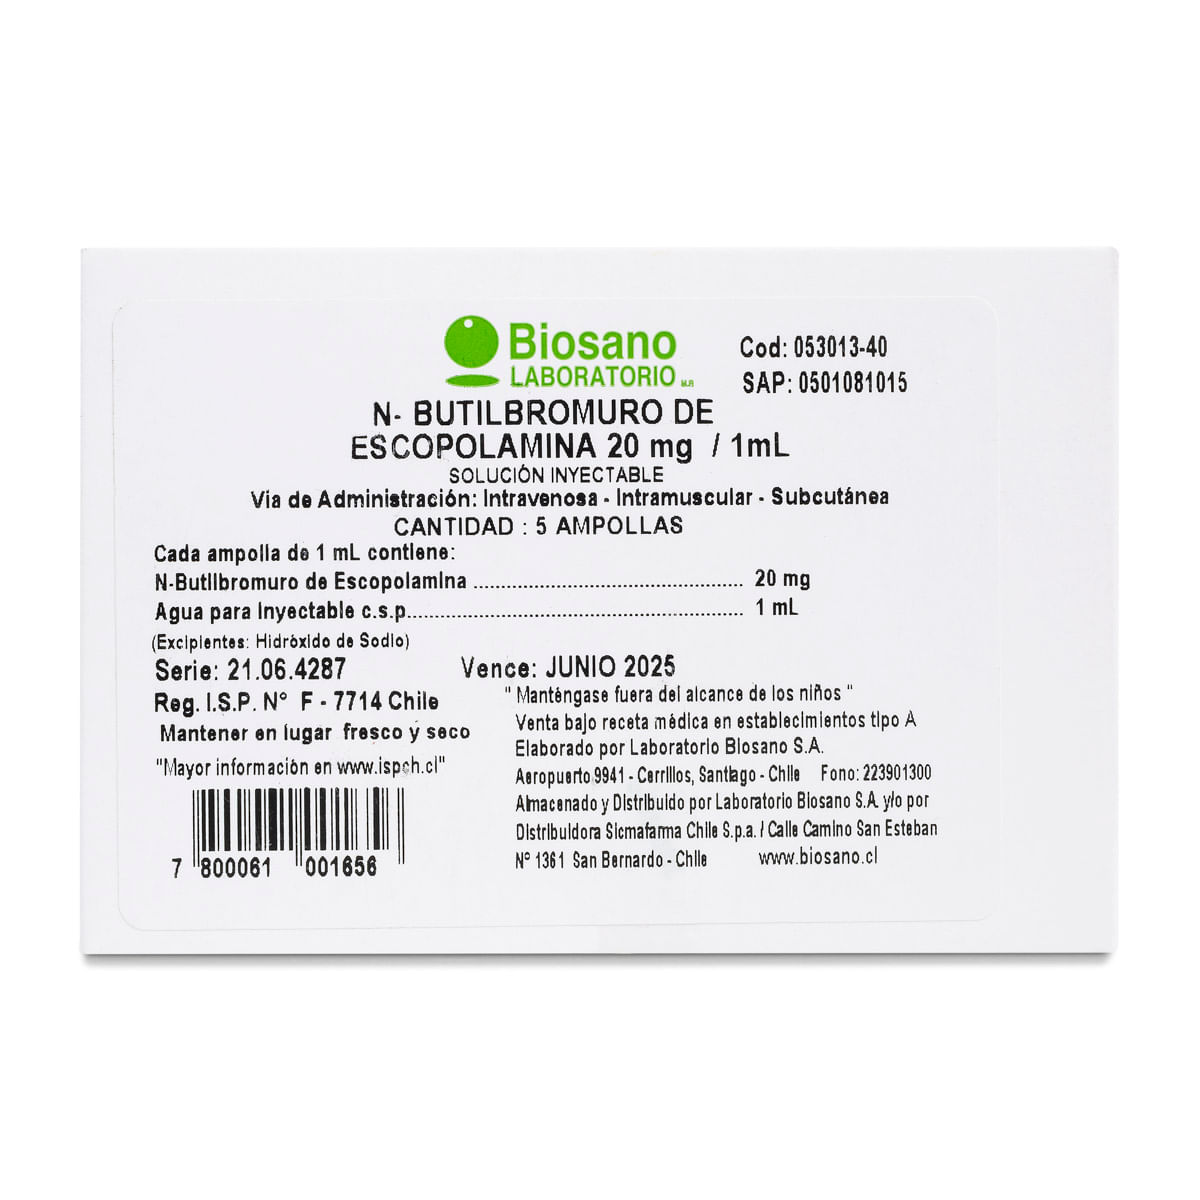 Biosano
LABORATORIO M.R
Cod: 053013-40
SAP: 0501081015
N- BUTILBROMURO DE
ESCOPOLAMINA 20 mg / 1mL
SOLUCIÓN INYECTABLE
Via de Administración: Intravenosa - Intramuscular - Subcutánea
CANTIDAD : 5 AMPOLLAS
Cada ampolla de 1 mL contiene:
N-Butilbromuro de Escopolamina ........................................ 20 mg
Agua para Inyectable c.s.p.................................................. 1 mL
(Excipientes: Hidróxido de Sodio)
Serie: 21.06.4287 Vence: JUNIO 2025
Reg. I.S.P. N° F - 7714 Chile
Mantener en lugar fresco y seco
"Mayor información en www.ispch.cl"
7 800061 001656
" Manténgase fuera del alcance de los niños "
Venta bajo receta médica en establecimientos tipo A
Elaborado por Laboratorio Biosano S.A.
Aeropuerto 9941 - Cerrillos, Santiago - Chile Fono: 223901300
Almacenado y Distribuido por Laboratorio Biosano S.A. y/o por
Distribuidora Sicmafarma Chile S.p.a. / Calle Camino San Esteban
N° 1361 San Bernardo - Chile www.biosano.cl